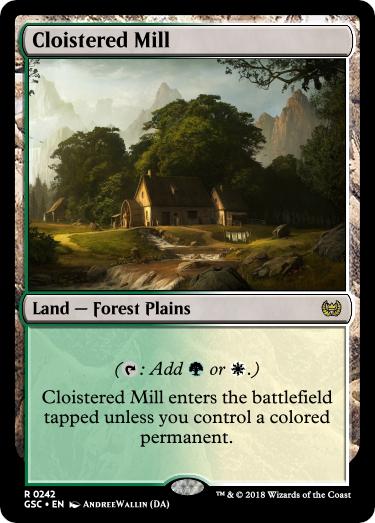 Cloistered Mill
Land — Forest Plains
(T: Add G or W.)
Cloistered Mill enters the battlefield
tapped unless you control a colored
permanent.
R 0242
GSC • EN AndreeWallin (DA)
™ & © 2018 Wizards of the Coast